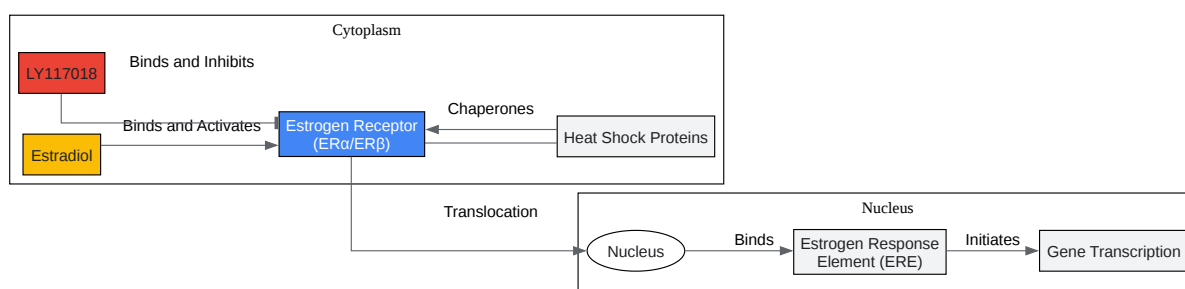 Cytoplasm
LY117018
Binds and Inhibits
Binds and Activates
Estradiol
Estrogen Receptor
(ERα/ERβ)
Chaperones
Heat Shock Proteins
Translocation
Nucleus
Nucleus
Binds
Estrogen Response
Element (ERE)
Initiates
Gene Transcription